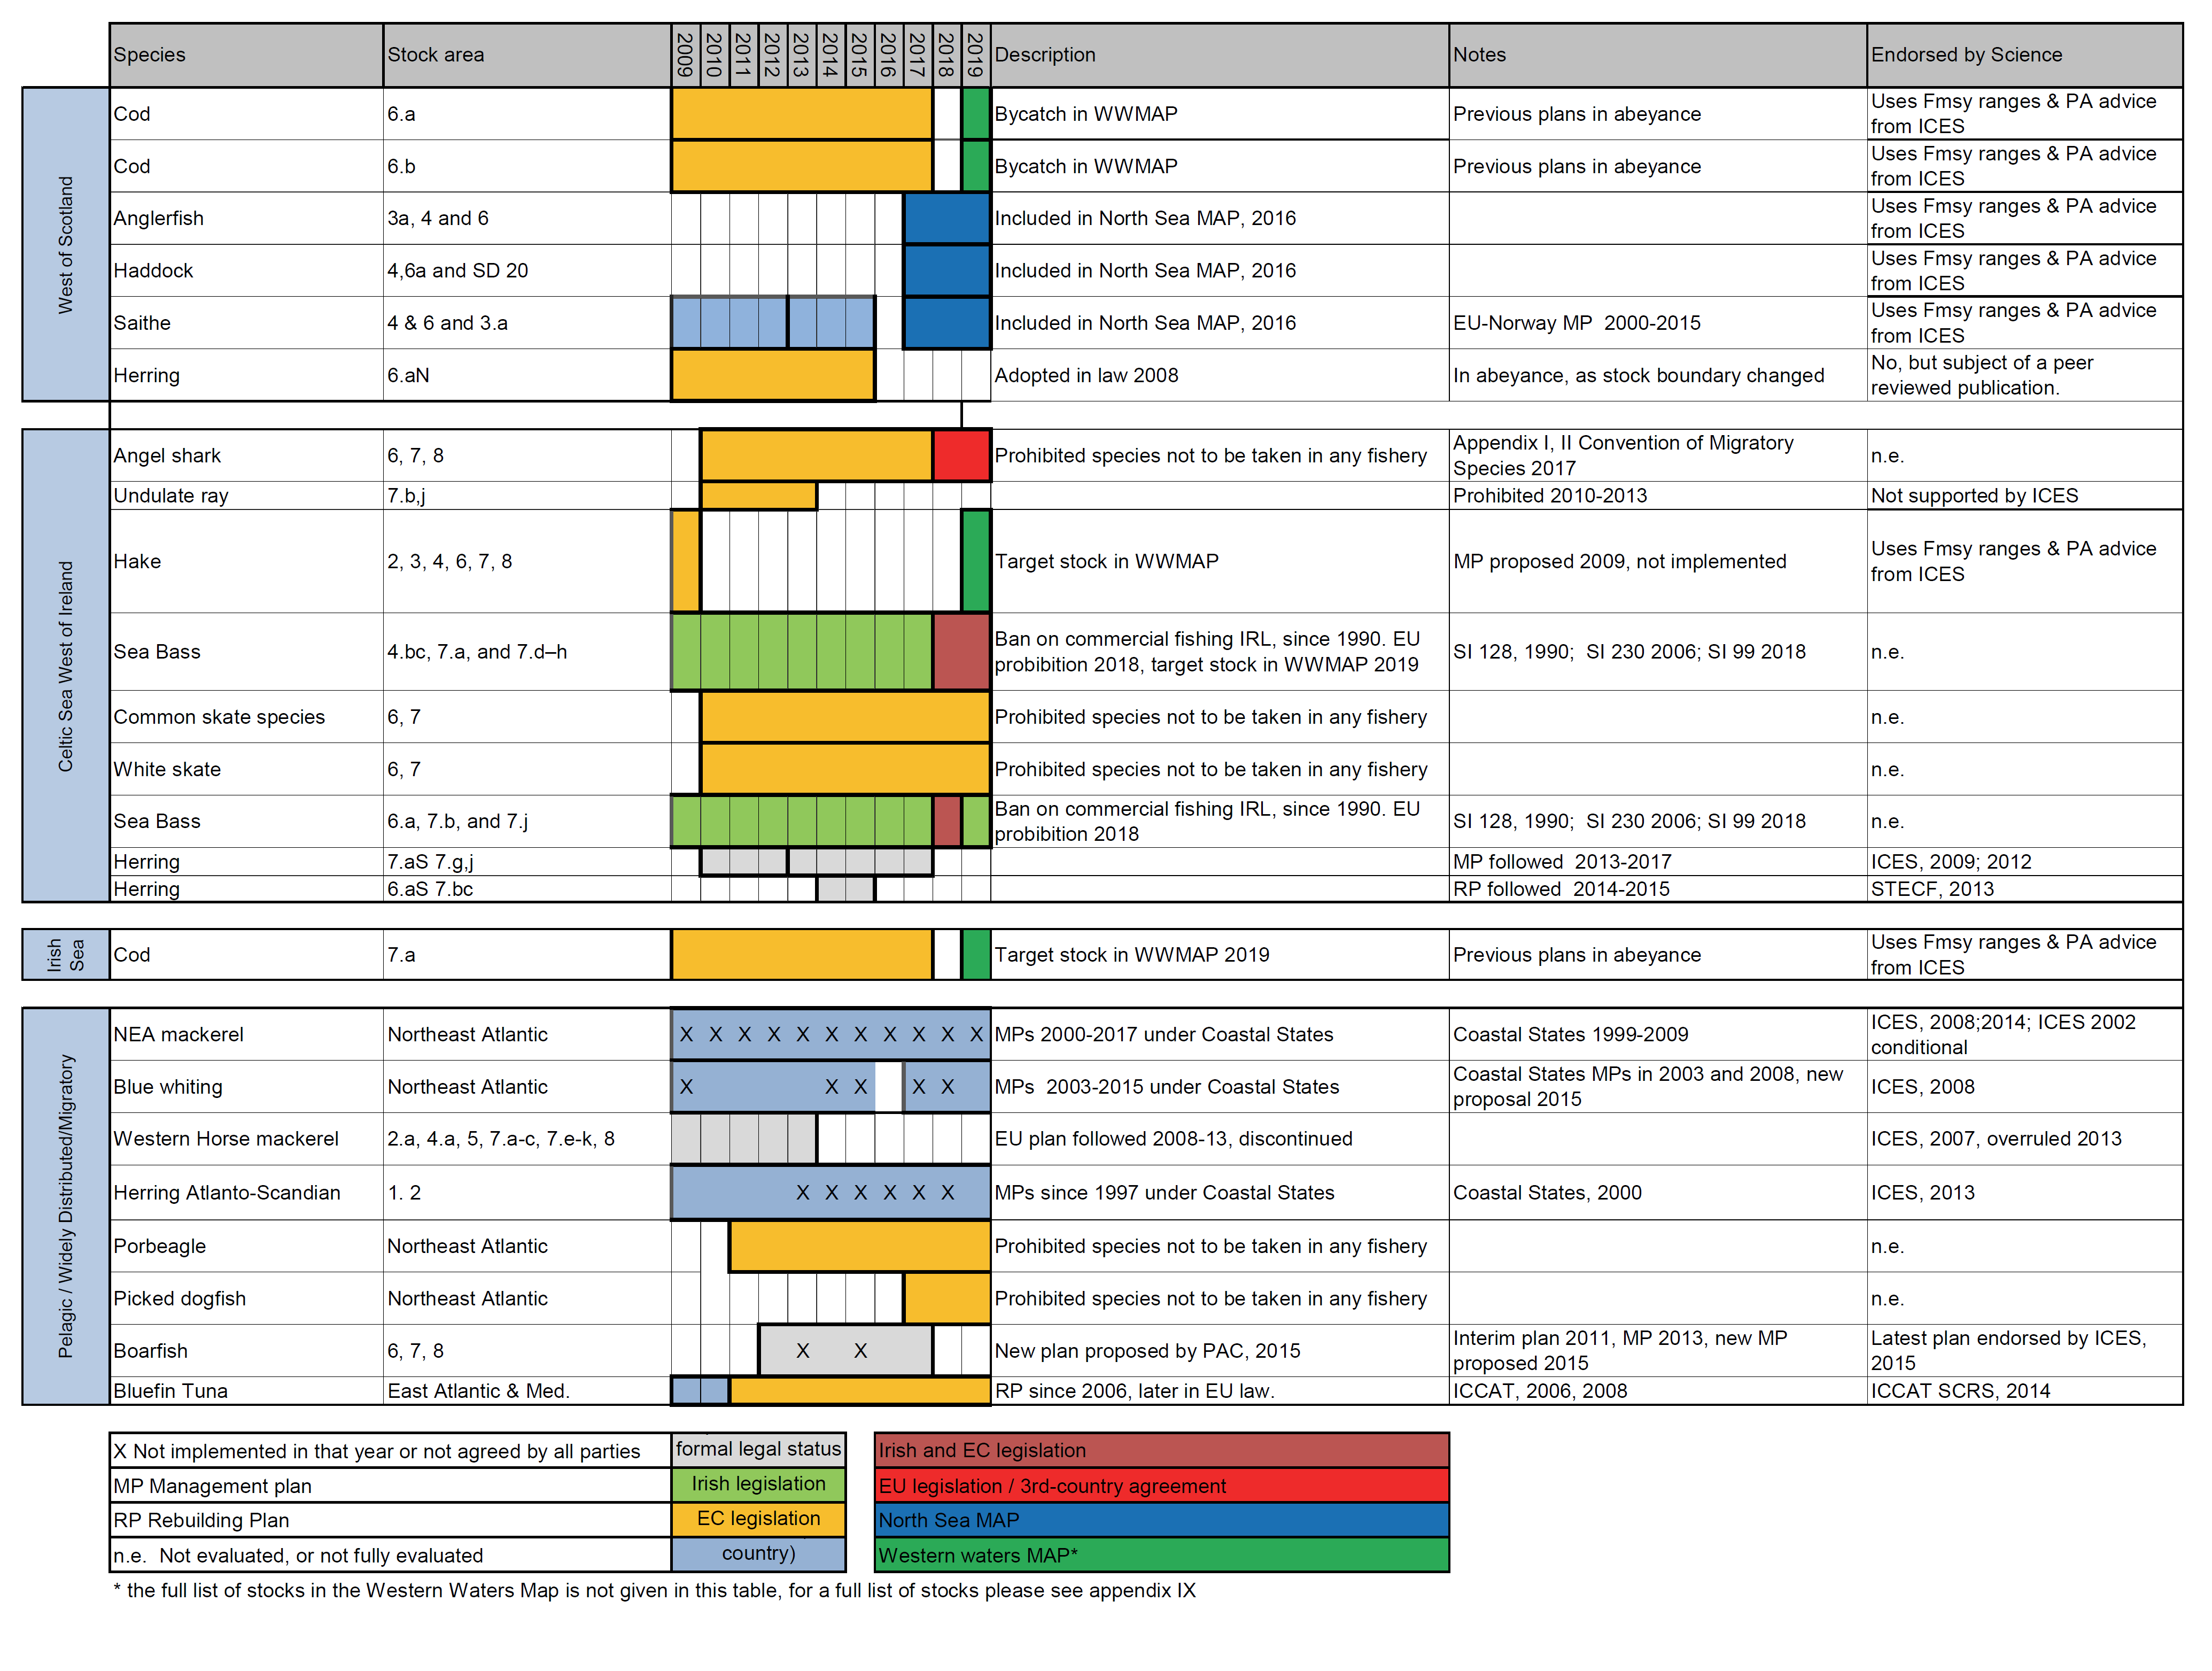 Species Stock area 2009 2010 2011 2012 2013 2014 2015 2016 2017 2018 2019 Description Notes Endorsed by Science
West of Scotland
Cod 6.a Bycatch in WWMAP Previous plans in abeyance Uses Fmsy ranges & PA advice
from ICES
Cod 6.b Bycatch in WWMAP Previous plans in abeyance Uses Fmsy ranges & PA advice
from ICES
Anglerfish 3a, 4 and 6 Included in North Sea MAP, 2016 Uses Fmsy ranges & PA advice
from ICES
Haddock 4,6a and SD 20 Included in North Sea MAP, 2016 Uses Fmsy ranges & PA advice
from ICES
Saithe 4 & 6 and 3.a Included in North Sea MAP, 2016 EU-Norway MP 2000-2015 Uses Fmsy ranges & PA advice
from ICES
Herring 6.aN Adopted in law 2008 In abeyance, as stock boundary changed No, but subject of a peer
reviewed publication.
Celtic Sea West of Ireland
Angel shark 6, 7, 8 Prohibited species not to be taken in any fishery Appendix I, II Convention of Migratory
Species 2017 n.e.
Undulate ray 7.b,j Prohibited 2010-2013 Not supported by ICES
Hake 2, 3, 4, 6, 7, 8 Target stock in WWMAP MP proposed 2009, not implemented Uses Fmsy ranges & PA advice
from ICES
Sea Bass 4.bc, 7.a, and 7.d–h Ban on commercial fishing IRL, since 1990. EU
probibition 2018, target stock in WWMAP 2019 SI 128, 1990; SI 230 2006; SI 99 2018 n.e.
Common skate species 6, 7 Prohibited species not to be taken in any fishery n.e.
White skate 6, 7 Prohibited species not to be taken in any fishery n.e.
Sea Bass 6.a, 7.b, and 7.j Ban on commercial fishing IRL, since 1990. EU
probibition 2018 SI 128, 1990; SI 230 2006; SI 99 2018 n.e.
Herring 7.aS 7.g,j MP followed 2013-2017 ICES, 2009; 2012
Herring 6.aS 7.bc RP followed 2014-2015 STECF, 2013
Irish
Sea
Cod 7.a Target stock in WWMAP 2019 Previous plans in abeyance Uses Fmsy ranges & PA advice
from ICES
Pelagic / Widely Distributed/Migratory
NEA mackerel Northeast Atlantic X X X X X X X X X X X MPs 2000-2017 under Coastal States Coastal States 1999-2009 ICES, 2008;2014; ICES 2002
conditional
Blue whiting Northeast Atlantic X X X X X MPs 2003-2015 under Coastal States Coastal States MPs in 2003 and 2008, new
proposal 2015 ICES, 2008
Western Horse mackerel 2.a, 4.a, 5, 7.a-c, 7.e-k, 8 EU plan followed 2008-13, discontinued ICES, 2007, overruled 2013
Herring Atlanto-Scandian 1. 2 X X X X X X MPs since 1997 under Coastal States Coastal States, 2000 ICES, 2013
Porbeagle Northeast Atlantic Prohibited species not to be taken in any fishery n.e.
Picked dogfish Northeast Atlantic Prohibited species not to be taken in any fishery n.e.
Boarfish 6, 7, 8 X X New plan proposed by PAC, 2015 Interim plan 2011, MP 2013, new MP
proposed 2015 Latest plan endorsed by ICES,
2015
Bluefin Tuna East Atlantic & Med. RP since 2006, later in EU law. ICCAT, 2006, 2008 ICCAT SCRS, 2014
X Not implemented in that year or not agreed by all parties formal legal status Irish and EC legislation
MP Management plan Irish legislation EU legislation / 3rd-country agreement
RP Rebuilding Plan EC legislation North Sea MAP
n.e. Not evaluated, or not fully evaluated country) Western waters MAP*
* the full list of stocks in the Western Waters Map is not given in this table, for a full list of stocks please see appendix IX